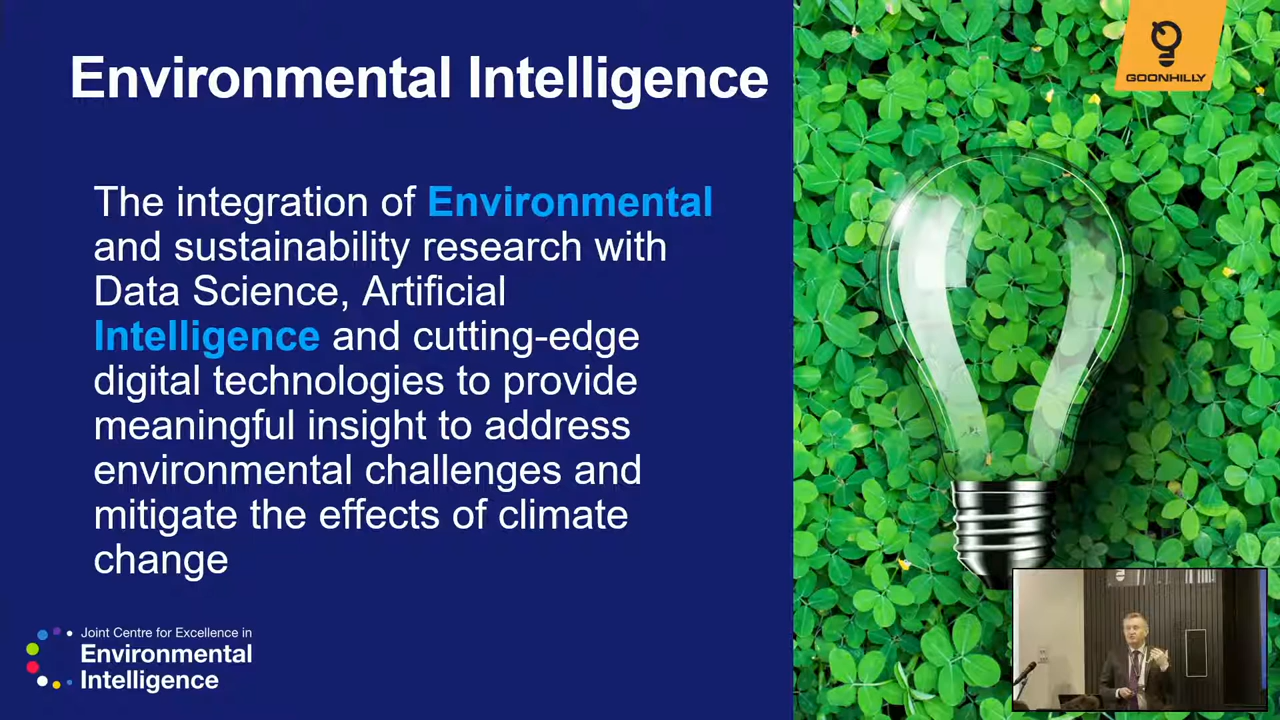 Environmental Intelligence
The integration of Environmental
and sustainability research with
Data Science, Artificial
Intelligence and cutting-edge
digital technologies to provide
meaningful insight to address
environmental challenges and
mitigate the effects of climate
change
Joint Centre for Excellence in
Environmental
Intelligence
GOONHILLY